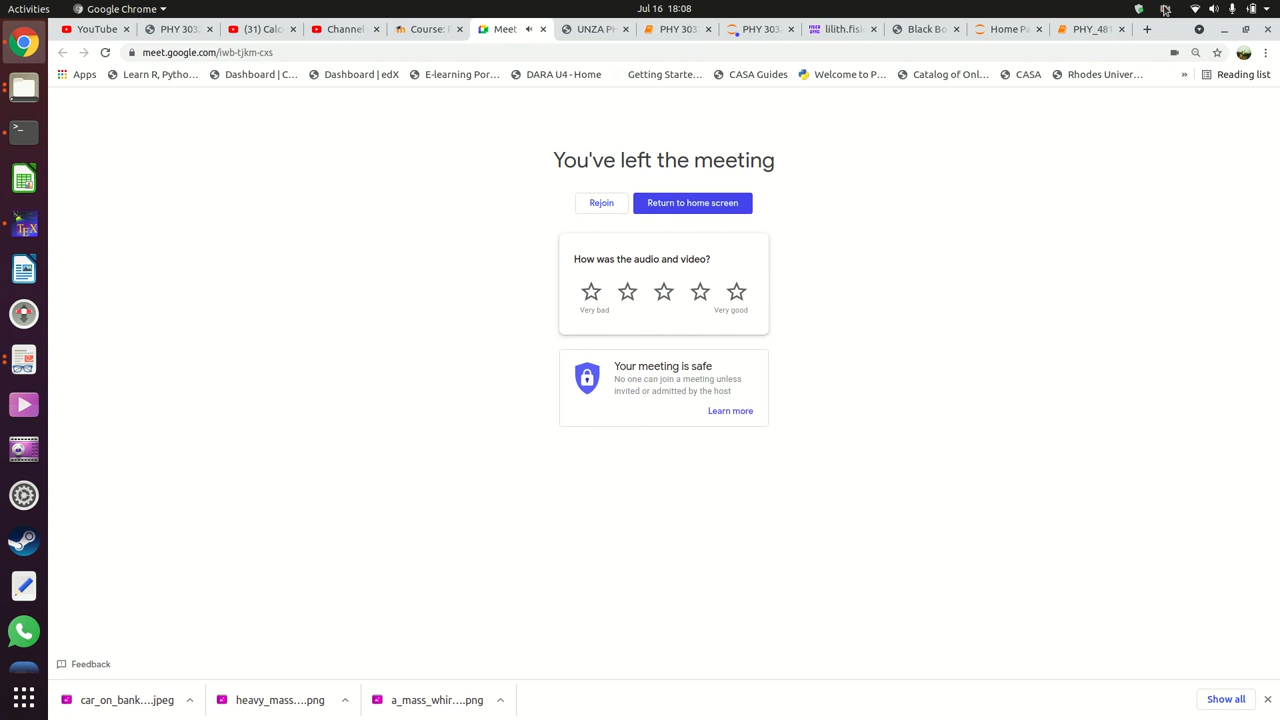 Activities
Google Chrome
Jul 16 18:08
YouTube
PHY 303
(31) Calc
Channel
Course: F
Meet
UNZA PH
PHY 303
PHY 303
lilith.fisic
Black Bo
Home Pa
PHY_481
meet.google.com/iwb-tjkm-cxs
Apps
Learn R, Pytho...
Dashboard | C...
Dashboard | edX
E-learning Por...
DARA U4 - Home
Getting Starte...
CASA Guides
Welcome to P...
Catalog of Onl...
CASA
Rhodes Univer...
»
Reading list
You've left the meeting
Rejoin
Return to home screen
How was the audio and video?
Very bad
Very good
Your meeting is safe
No one can join a meeting unless
invited or admitted by the host
Learn more
Feedback
car_on_bank....jpeg
heavy_mass....png
a_mass_whir....png
Show all